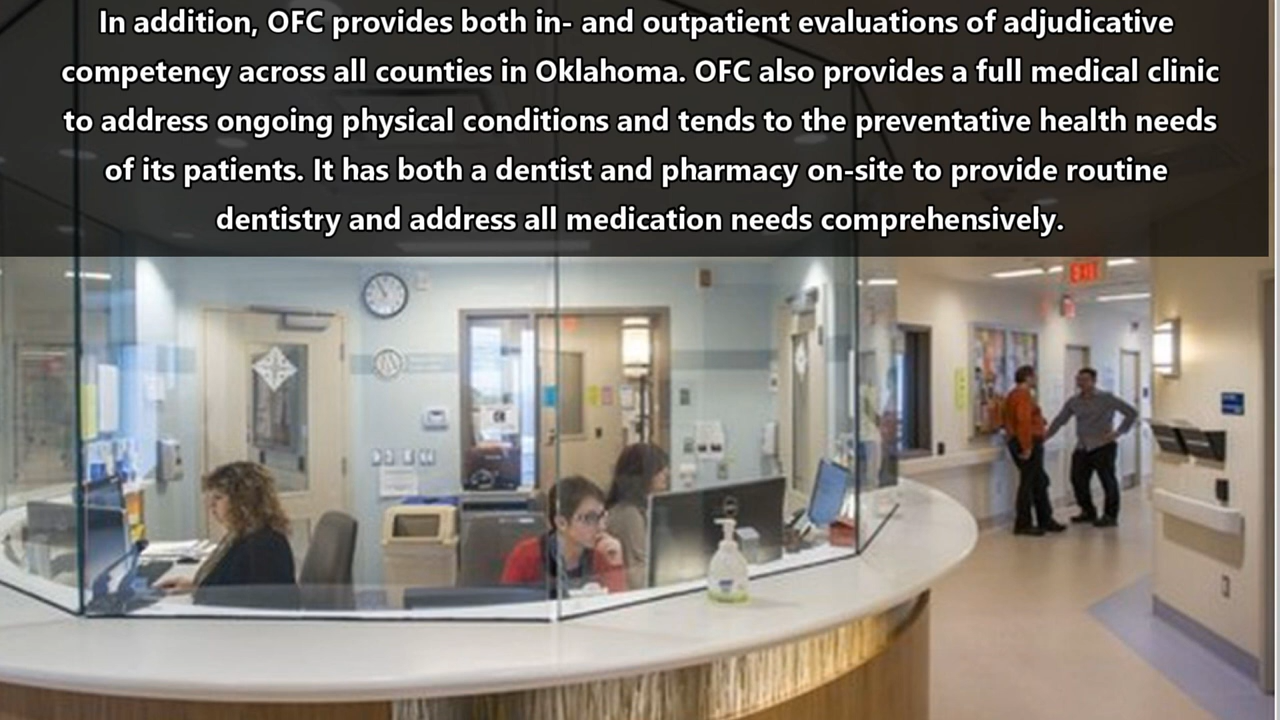 In addition, OFC provides both in- and outpatient evaluations of adjudicative
competency across all counties in Oklahoma. OFC also provides a full medical clinic
to address ongoing physical conditions and tends to the preventative health needs
of its patients. It has both a dentist and pharmacy on-site to provide routine
dentistry and address all medication needs comprehensively.
EXIT